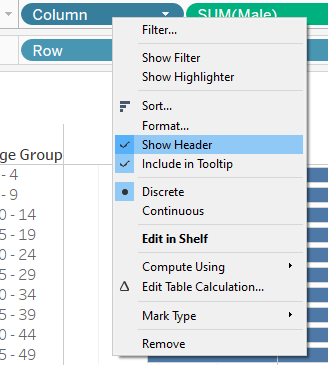 Column
SUM(Male)
Row
Filter...
Show Filter
Show Highlighter
Sort...
Format...
Show Header
Include in Tooltip
Discrete
Continuous
Edit in Shelf
Compute Using
Edit Table Calculation...
Mark Type
Remove
ge Group
- 4
- 9
0 - 14
5 - 19
0 - 24
5 - 29
0 - 34
5 - 39
0 - 44
5 - 49